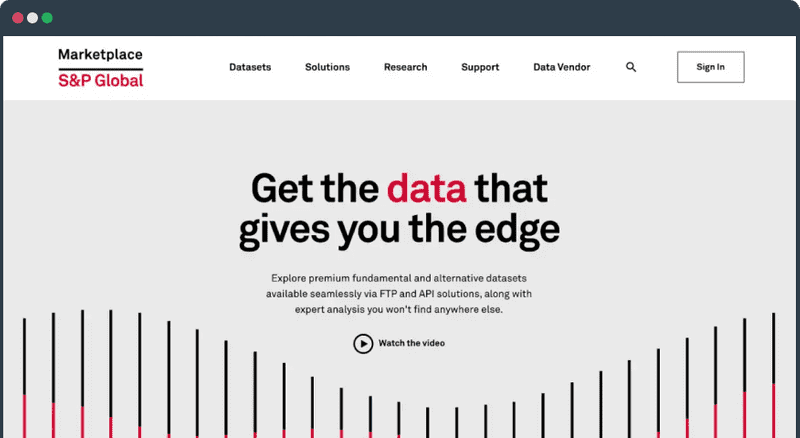 Marketplace
S&P Global
Datasets
Solutions
Research
Support
Data Vendor
Sign In
Get the data that
gives you the edge
Explore premium fundamental and alternative datasets
available seamlessly via FTP and API solutions, along with
expert analysis you won't find anywhere else.
Watch the video